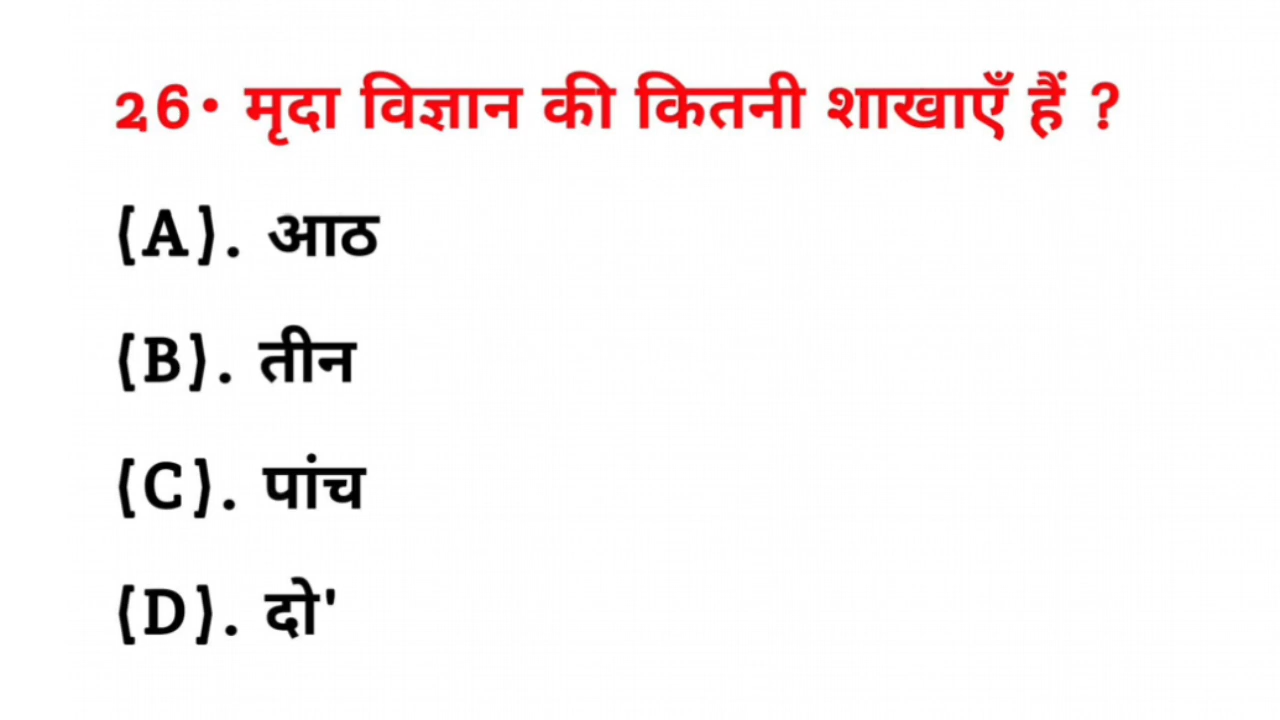 26• मृदा विज्ञान की कितनी शाखाएँ हैं ?
(A). आठ
(B). तीन
(C). पांच
(D). दो'